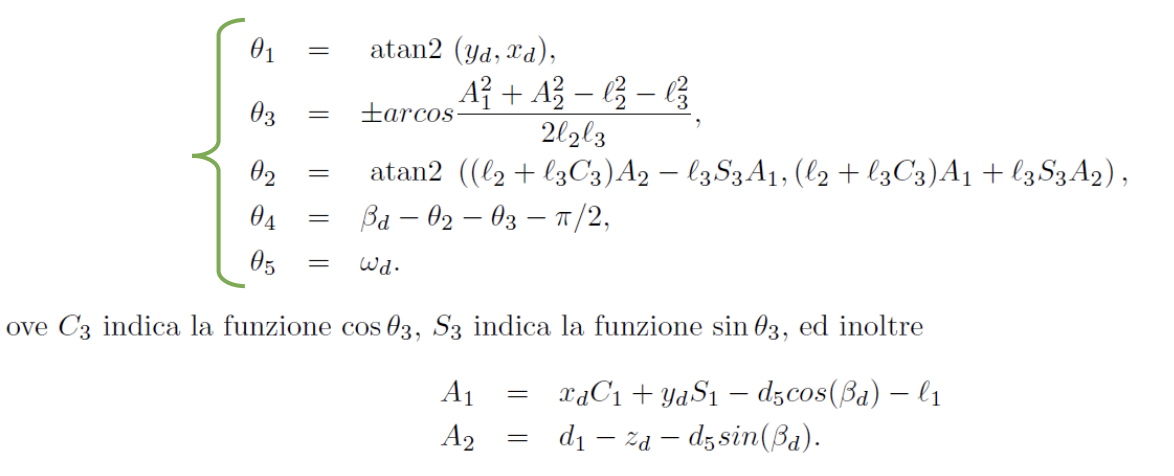 θ₁ = atan2 (y_d, x_d),
θ₃ = ±arcos (A₁² + A₂² − ℓ₂² − ℓ₃²) / (2ℓ₂ℓ₃),
θ₂ = atan2 ((ℓ₂ + ℓ₃C₃)A₂ − ℓ₃S₃A₁, (ℓ₂ + ℓ₃C₃)A₁ + ℓ₃S₃A₂),
θ₄ = β_d − θ₂ − θ₃ − π/2,
θ₅ = ω_d.
ove C₃ indica la funzione cos θ₃, S₃ indica la funzione sin θ₃, ed inoltre
A₁ = x_dC₁ + y_dS₁ − d₅cos(β_d) − ℓ₁
A₂ = d₁ − z_d − d₅sin(β_d).